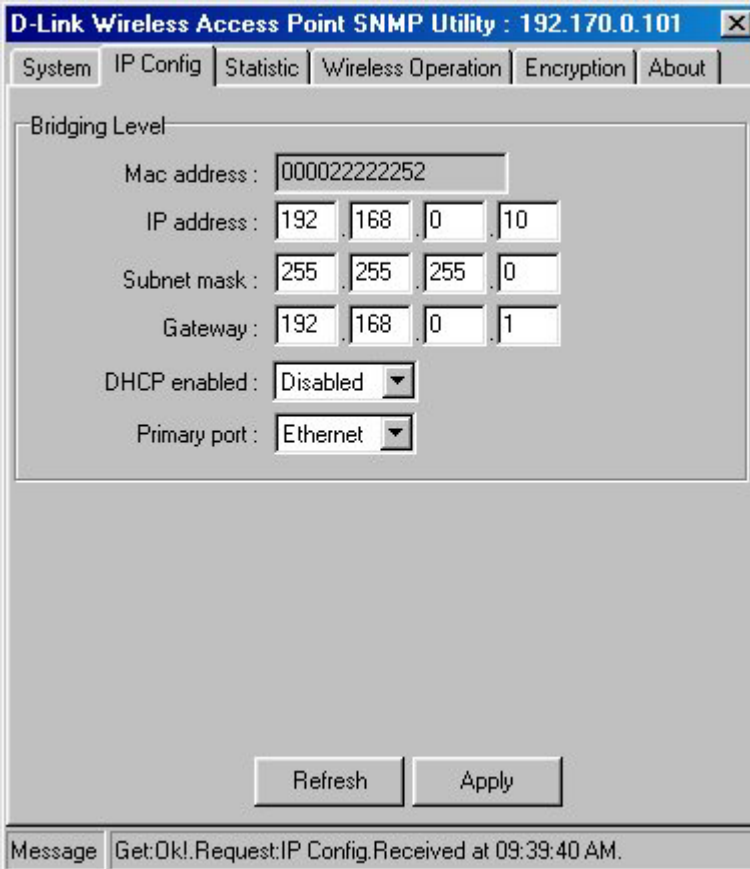 D-Link Wireless Access Point SNMP Utility : 192.170.0.101
System IP Config Statistic Wireless Operation Encryption About
Bridging Level
Mac address : 000022222252
IP address : 192 . 168 . 0 . 10
Subnet mask : 255 . 255 . 255 . 0
Gateway : 192 . 168 . 0 . 1
DHCP enabled : Disabled
Primary port : Ethernet
Refresh Apply
Message Get:Ok!.Request:IP Config.Received at 09:39:40 AM.